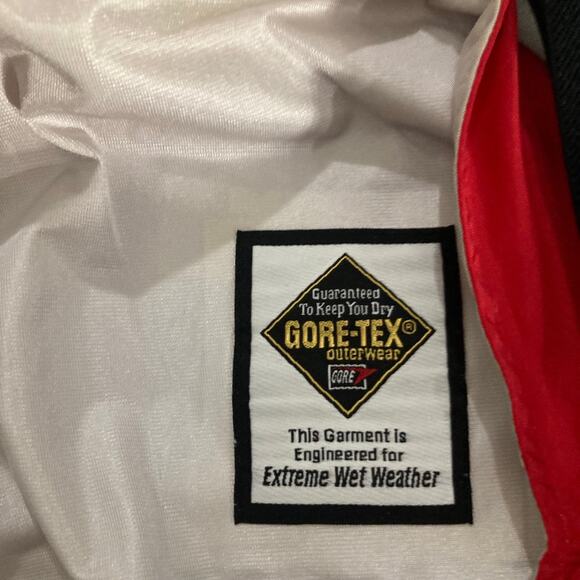 Guaranteed
To Keep You Dry
GORE-TEX®
outerwear
GORE
This Garment is
Engineered for
Extreme Wet Weather